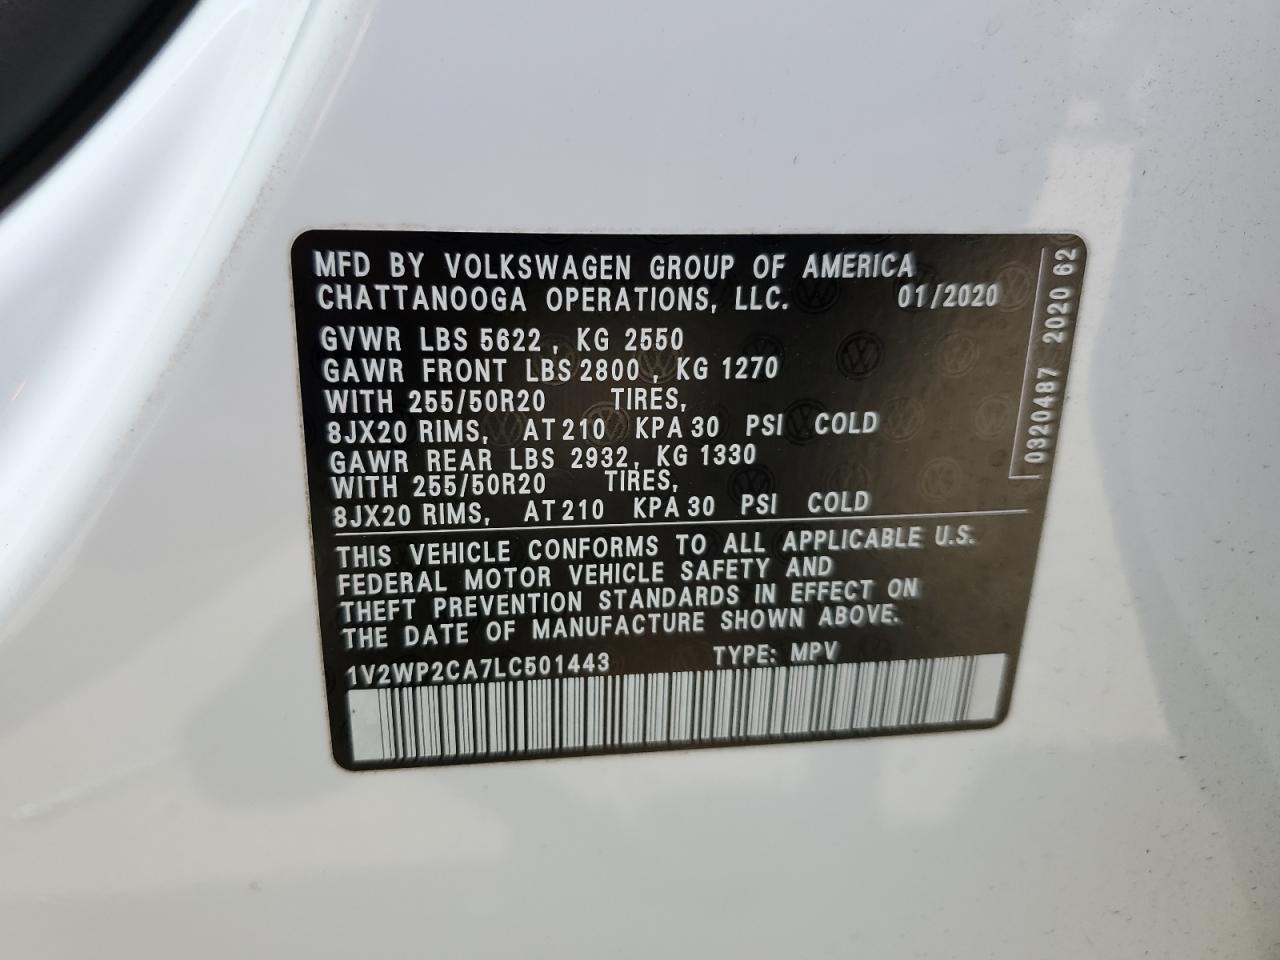 MFD BY VOLKSWAGEN GROUP OF AMERICA
CHATTANOOGA OPERATIONS, LLC. 01/2020
GVWR LBS 5622 , KG 2550
GAWR FRONT LBS 2800 , KG 1270
WITH 255/50R20 TIRES,
8JX20 RIMS, AT 210 KPA 30 PSI COLD
GAWR REAR LBS 2932, KG 1330
WITH 255/50R20 TIRES,
8JX20 RIMS, AT 210 KPA 30 PSI COLD
THIS VEHICLE CONFORMS TO ALL APPLICABLE U.S.
FEDERAL MOTOR VEHICLE SAFETY AND
THEFT PREVENTION STANDARDS IN EFFECT ON
THE DATE OF MANUFACTURE SHOWN ABOVE.
1V2WP2CA7LC501443 TYPE: MPV
0320487 2020 62